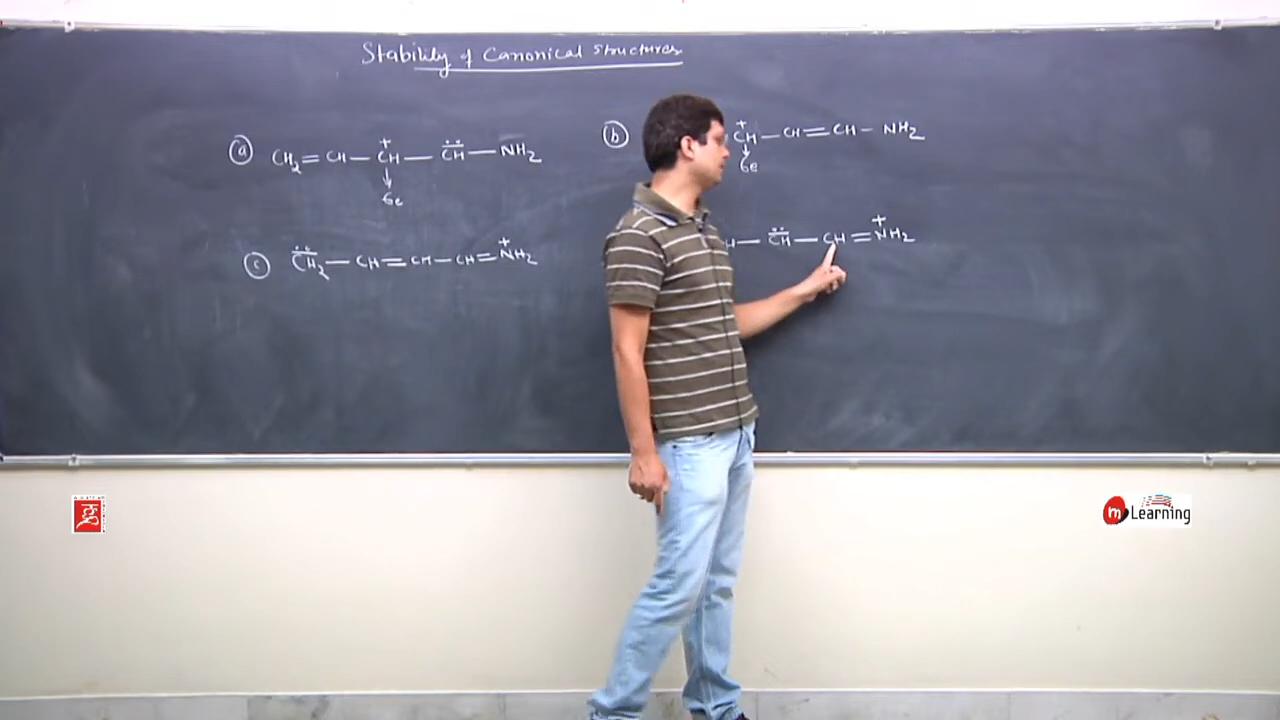 Stability of Canonical Structures
(a) CH₂=CH—C⁺H—C̈H—NH₂
6e
(b) C⁺H—CH=CH—NH₂
6e
(c) C̈H₂—CH=CH—CH=N⁺H₂
H—C̈H—CH=N⁺H₂
m Learning